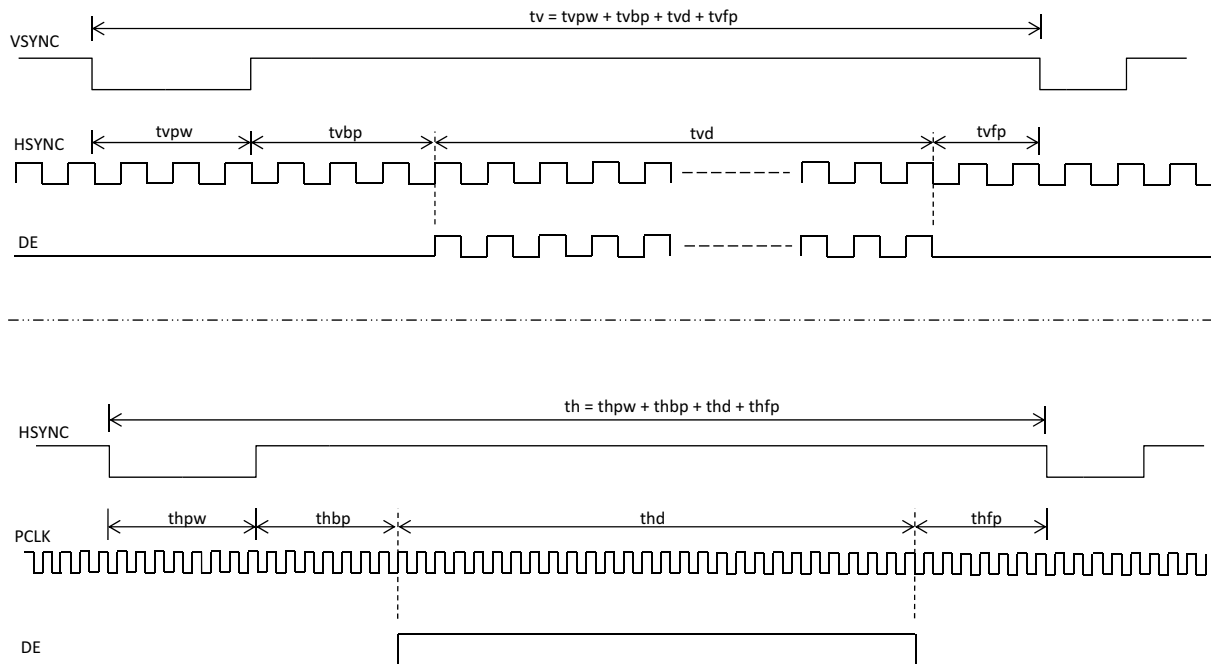 tv = tvpw + tvbp + tvd + tvfp
VSYNC
HSYNC
tvpw
tvbp
tvd
tvfp
DE
th = thpw + thbp + thd + thfp
HSYNC
PCLK
thpw
thbp
thd
thfp
DE